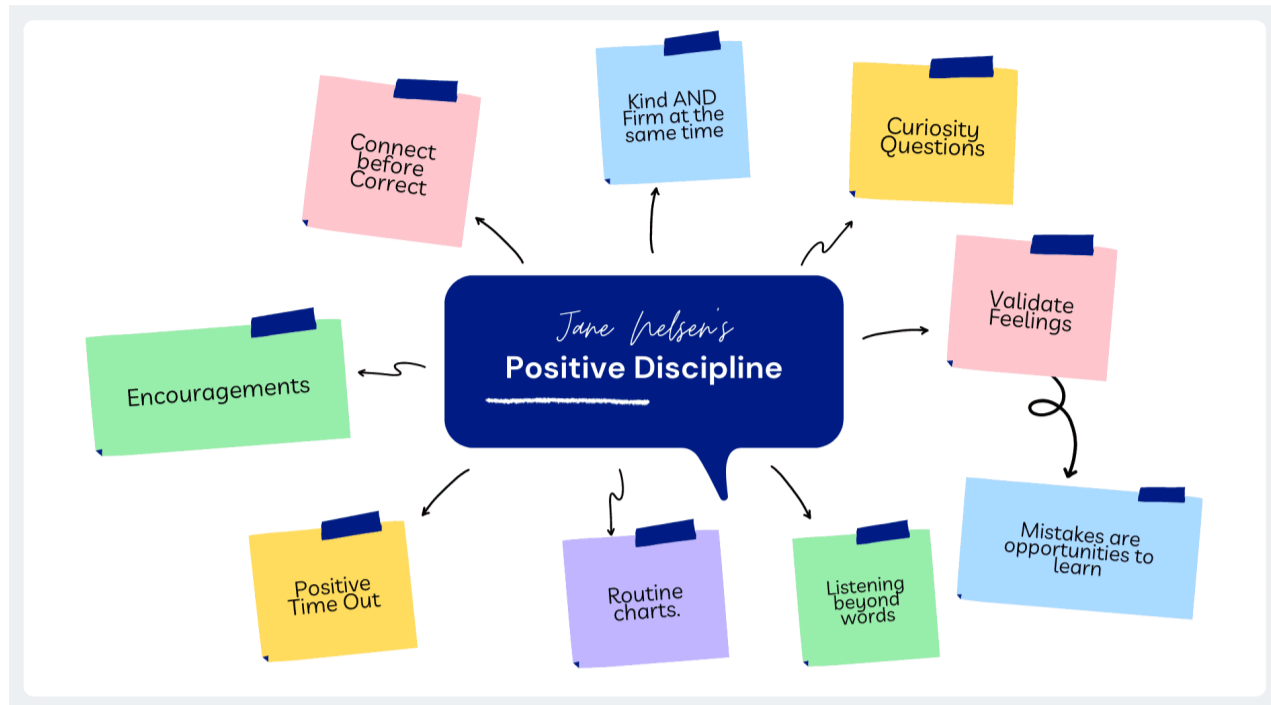 Jane Nelsen's
Positive Discipline
Connect
before
Correct
Kind AND
Firm at the
same time
Curiosity
Questions
Validate
Feelings
Mistakes are
opportunities to
learn
Listening
beyond
words
Routine
charts.
Positive
Time Out
Encouragements